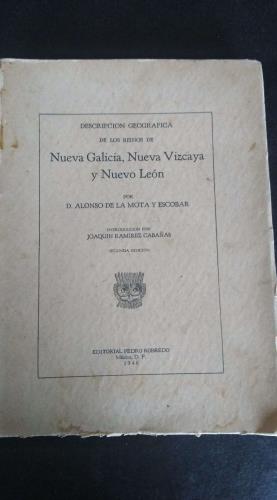 DESCRIPCION GEOGRAFICA
DE LOS REINOS DE
Nueva Galicia, Nueva Vizcaya
y Nuevo León
POR
D. ALONSO DE LA MOTA Y ESCOBAR
INTRODUCCION POR
JOAQUIN RAMIREZ CABAÑAS
SEGUNDA EDICION
EDITORIAL PEDRO ROBREDO
México, D. F.
1940